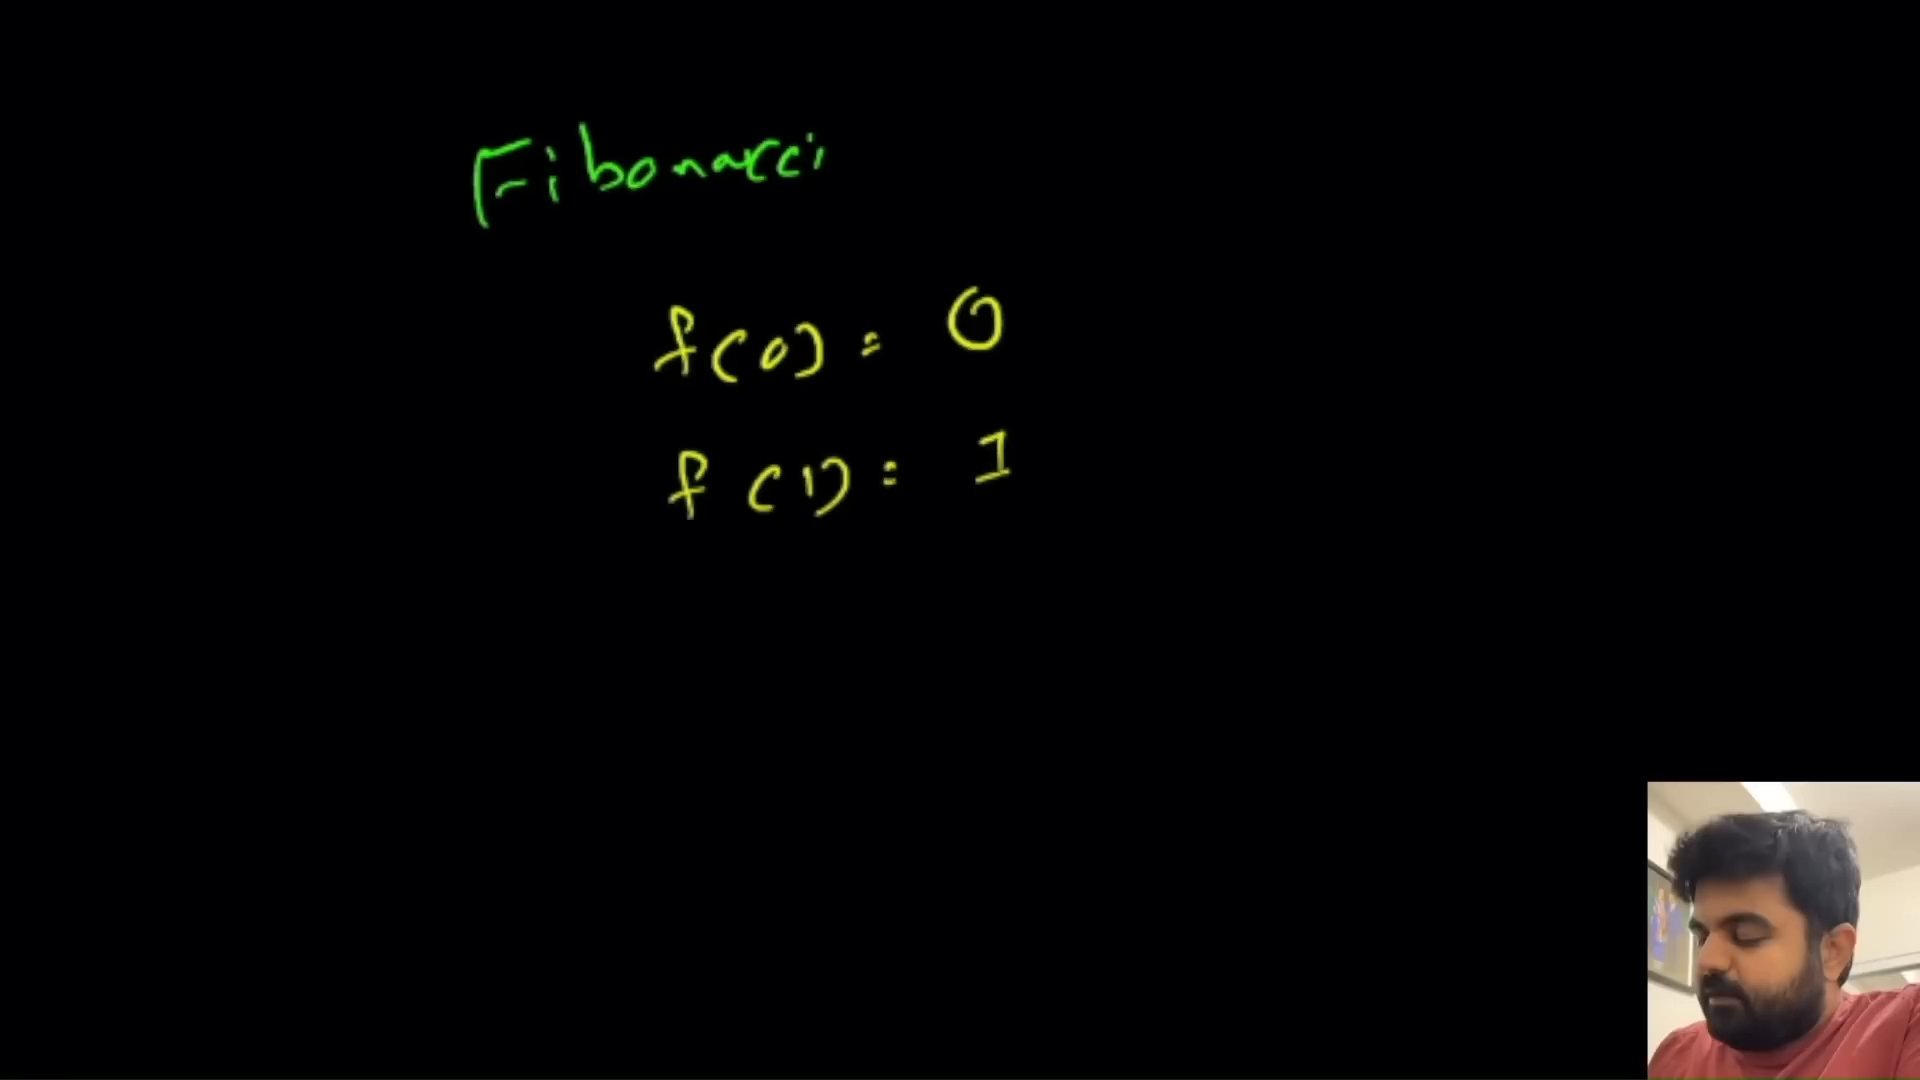 Fibonacci
f(0) = 0
f(1) = 1